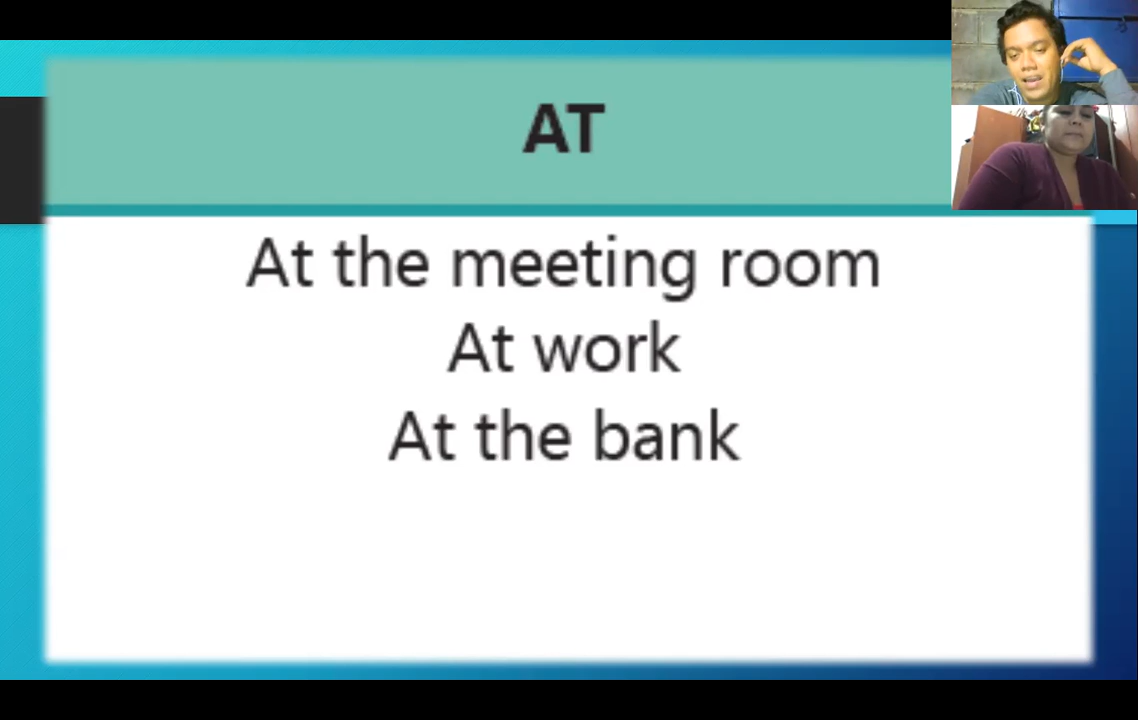 AT
At the meeting room
At work
At the bank